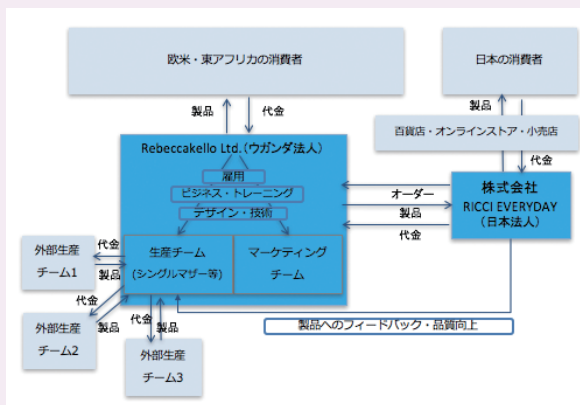 欧米・東アフリカの消費者
日本の消費者
製品
代金
製品
百貨店・オンラインストア・小売店
代金
Rebeccakello Ltd.(ウガンダ法人)
雇用
ビジネス・トレーニング
デザイン・技術
オーダー
製品
代金
株式会社
RICCI EVERYDAY
(日本法人)
生産チーム
(シングルマザー等)
マーケティング
チーム
外部生産
チーム1
代金
製品
代金
製品
外部生産
チーム2
代金
製品
外部生産
チーム3
製品へのフィードバック・品質向上